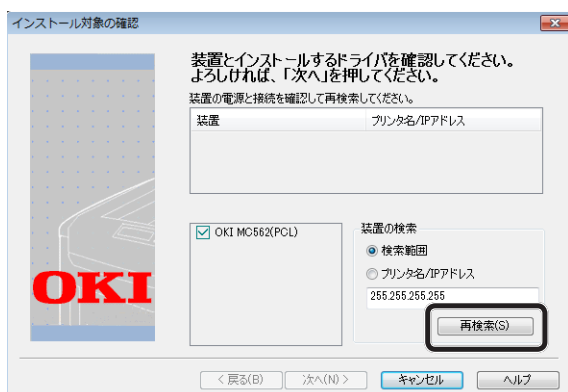 インストール対象の確認
装置とインストールするドライバを確認してください。
よろしければ、「次へ」を押してください。
装置の電源と接続を確認して再検索してください。
装置 プリンタ名/IPアドレス
OKI MC562(PCL)
装置の検索
検索範囲
プリンタ名/IPアドレス
255.255.255.255
再検索(S)
OKI
< 戻る(B) 次へ(N) > キャンセル ヘルプ